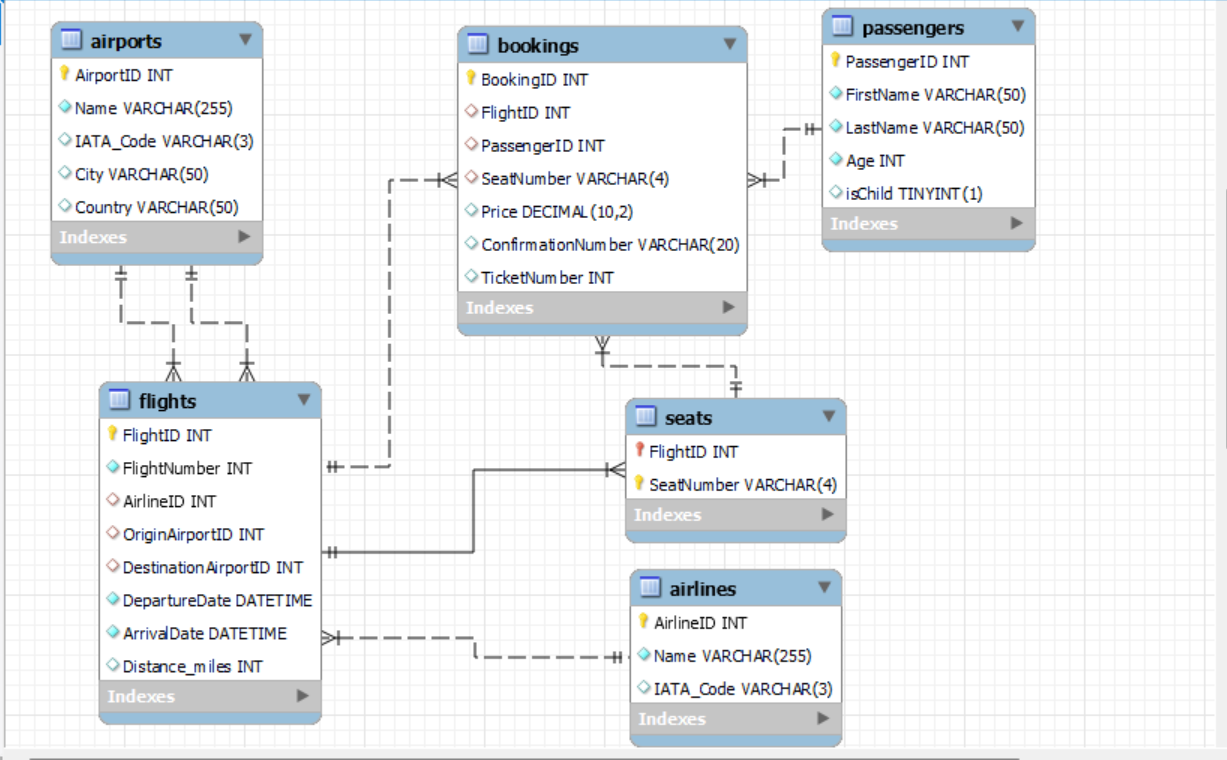 airports
AirportID INT
Name VARCHAR(255)
IATA_Code VARCHAR(3)
City VARCHAR(50)
Country VARCHAR(50)
Indexes
bookings
BookingID INT
FlightID INT
PassengerID INT
SeatNumber VARCHAR(4)
Price DECIMAL(10,2)
ConfirmationNumber VARCHAR(20)
TicketNumber INT
Indexes
passengers
PassengerID INT
FirstName VARCHAR(50)
LastName VARCHAR(50)
Age INT
isChild TINYINT(1)
Indexes
flights
FlightID INT
FlightNumber INT
AirlineID INT
OriginAirportID INT
DestinationAirportID INT
DepartureDate DATETIME
ArrivalDate DATETIME
Distance_miles INT
Indexes
seats
FlightID INT
SeatNumber VARCHAR(4)
Indexes
airlines
AirlineID INT
Name VARCHAR(255)
IATA_Code VARCHAR(3)
Indexes